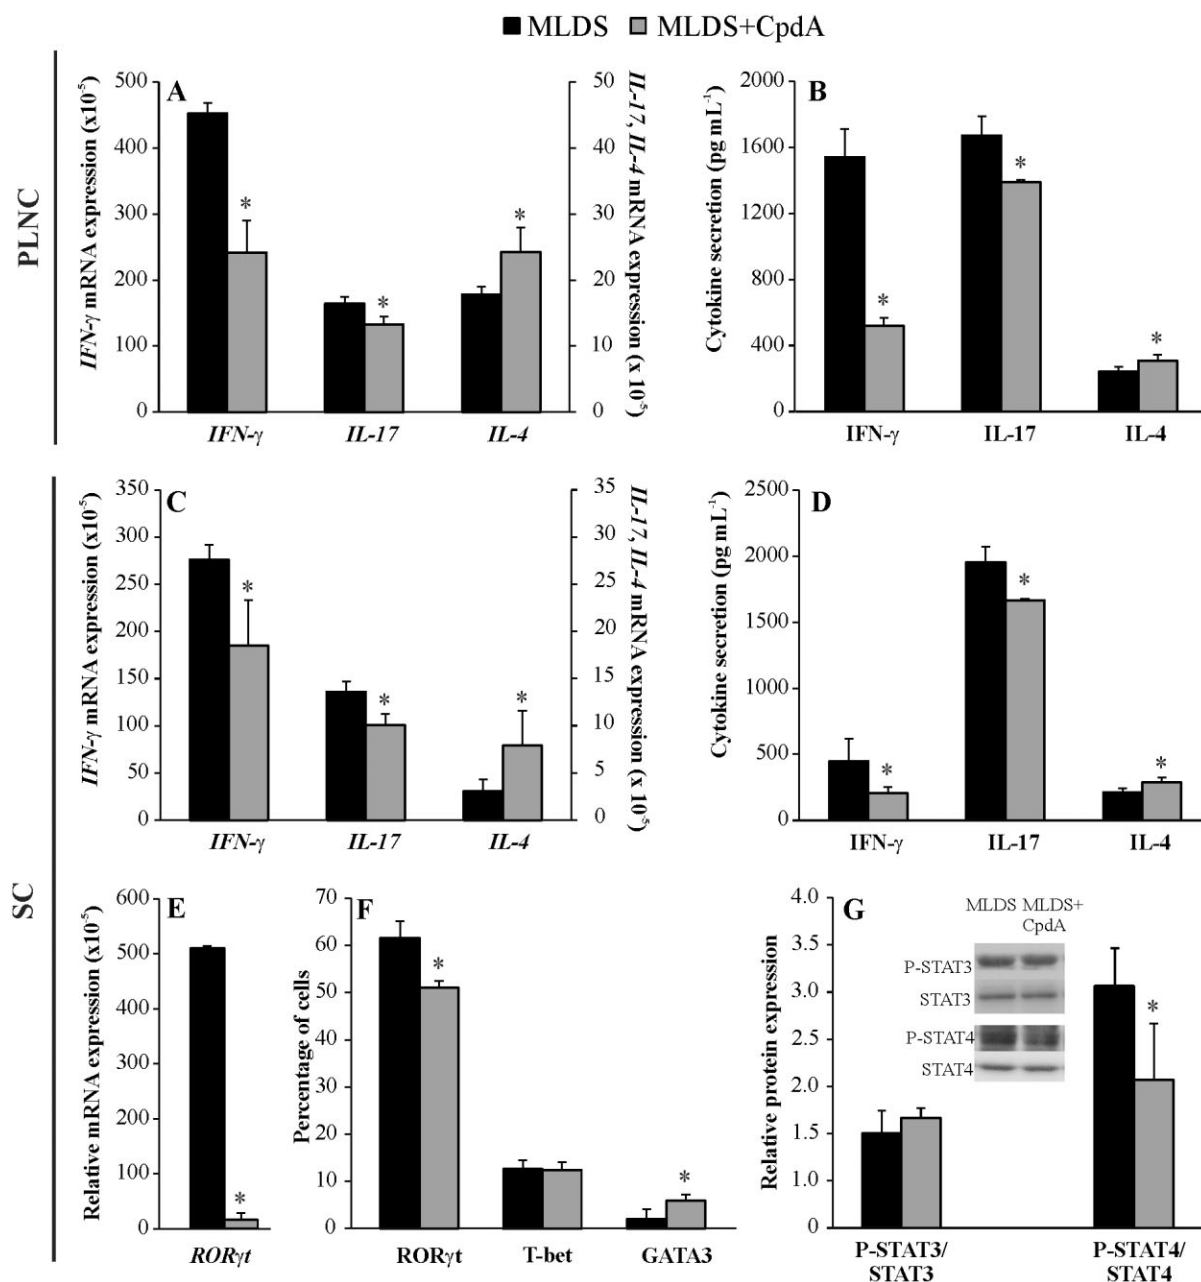 MLDS MLDS+CpdA
PLNC
A
IFN-γ mRNA expression (x10-5)
500
400
300
200
100
0
IL-17, IL-4 mRNA expression (x 10-5)
50
40
30
20
10
0
IFN-γ IL-17 IL-4
* * *
B
Cytokine secretion (pg mL-1)
2000
1600
1200
800
400
0
IFN-γ IL-17 IL-4
* * *
SC
C
IFN-γ mRNA expression (x10-5)
350
300
250
200
150
100
50
0
IL-17, IL-4 mRNA expression (x 10-5)
35
30
25
20
15
10
5
0
IFN-γ IL-17 IL-4
* * *
D
Cytokine secretion (pg mL-1)
2500
2000
1500
1000
500
0
IFN-γ IL-17 IL-4
* * *
E
Relative mRNA expression (x10-5)
600
500
400
300
200
100
0
RORγt
*
F
Percentage of cells
70
60
50
40
30
20
10
0
RORγt T-bet GATA3
* *
G
Relative protein expression
4.0
3.5
3.0
2.5
2.0
1.5
1.0
0
MLDS MLDS+
CpdA
P-STAT3
STAT3
P-STAT4
STAT4
*
P-STAT3/ P-STAT4/
STAT3 STAT4